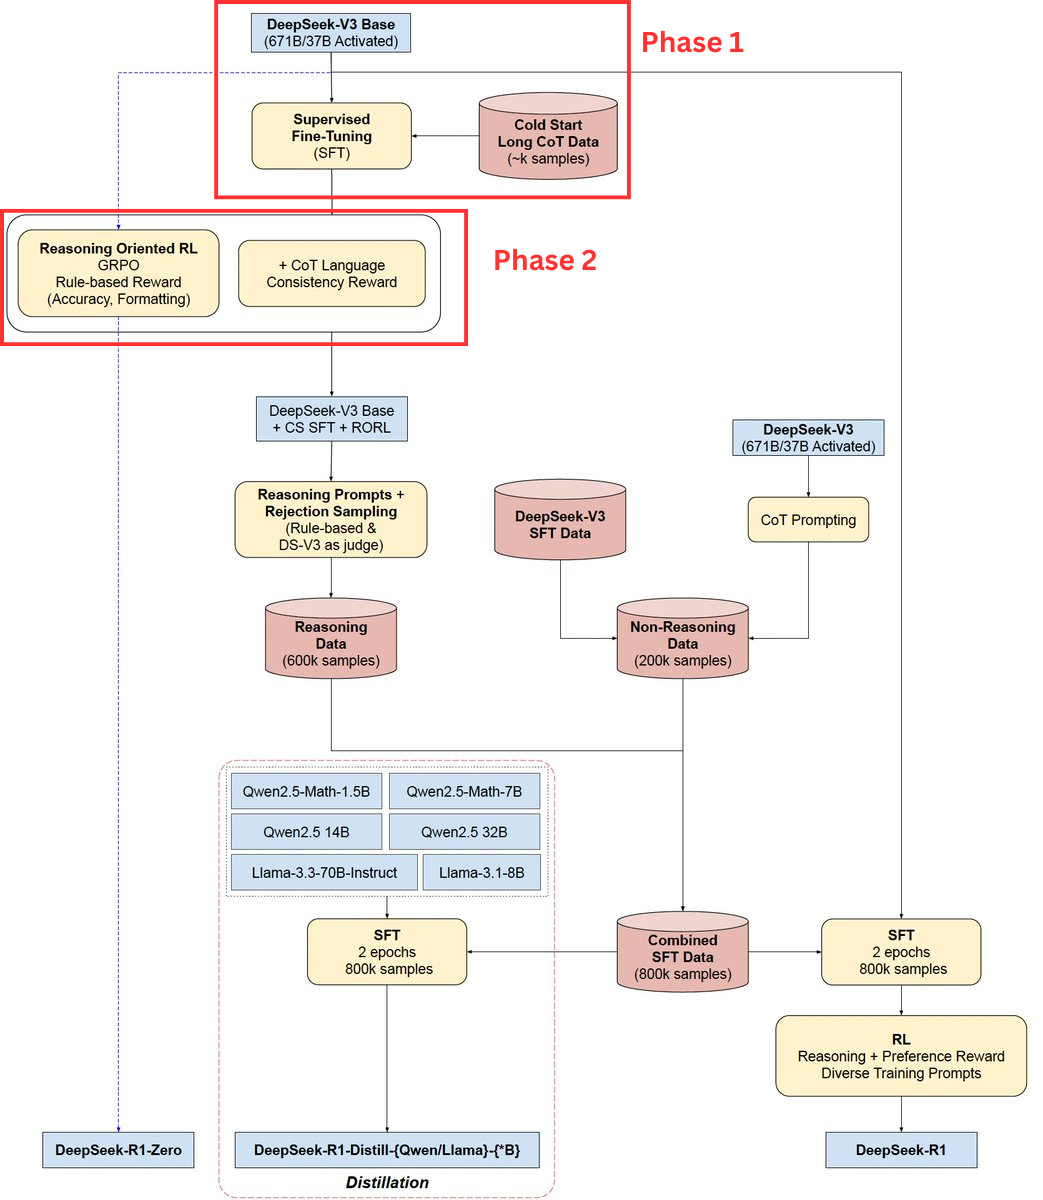 DeepSeek-V3 Base
(671B/37B Activated)
Phase 1
Supervised
Fine-Tuning
(SFT)
Cold Start
Long CoT Data
(~k samples)
Reasoning Oriented RL
GRPO
Rule-based Reward
(Accuracy, Formatting)
+ CoT Language
Consistency Reward
Phase 2
DeepSeek-V3 Base
+ CS SFT + RORL
DeepSeek-V3
(671B/37B Activated)
Reasoning Prompts +
Rejection Sampling
(Rule-based &
DS-V3 as judge)
DeepSeek-V3
SFT Data
CoT Prompting
Reasoning
Data
(600k samples)
Non-Reasoning
Data
(200k samples)
Qwen2.5-Math-1.5B
Qwen2.5-Math-7B
Qwen2.5 14B
Qwen2.5 32B
Llama-3.3-70B-Instruct
Llama-3.1-8B
SFT
2 epochs
800k samples
Combined
SFT Data
(800k samples)
SFT
2 epochs
800k samples
RL
Reasoning + Preference Reward
Diverse Training Prompts
DeepSeek-R1-Zero
DeepSeek-R1-Distill-{Qwen/Llama}-{*B}
DeepSeek-R1
Distillation